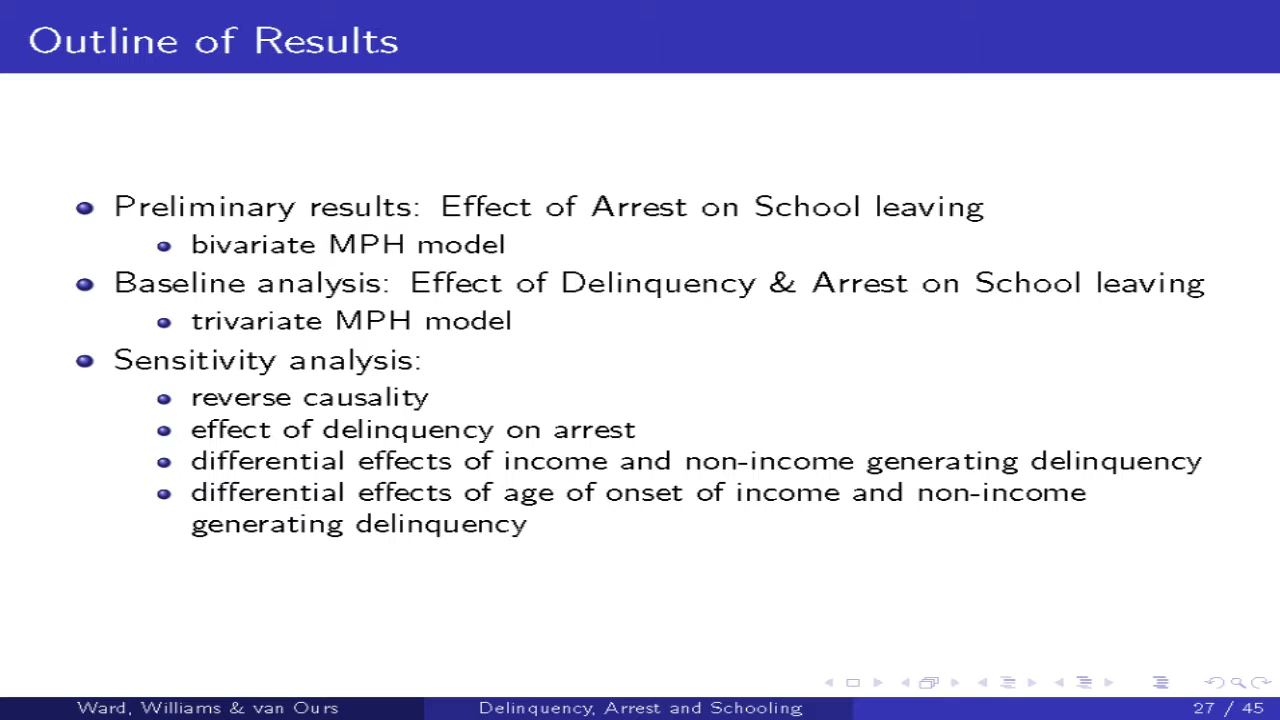 Outline of Results
Preliminary results: Effect of Arrest on School leaving
bivariate MPH model
Baseline analysis: Effect of Delinquency & Arrest on School leaving
trivariate MPH model
Sensitivity analysis:
reverse causality
effect of delinquency on arrest
differential effects of income and non-income generating delinquency
differential effects of age of onset of income and non-income
generating delinquency
Ward, Williams & van Ours
Delinquency, Arrest and Schooling
27 / 45